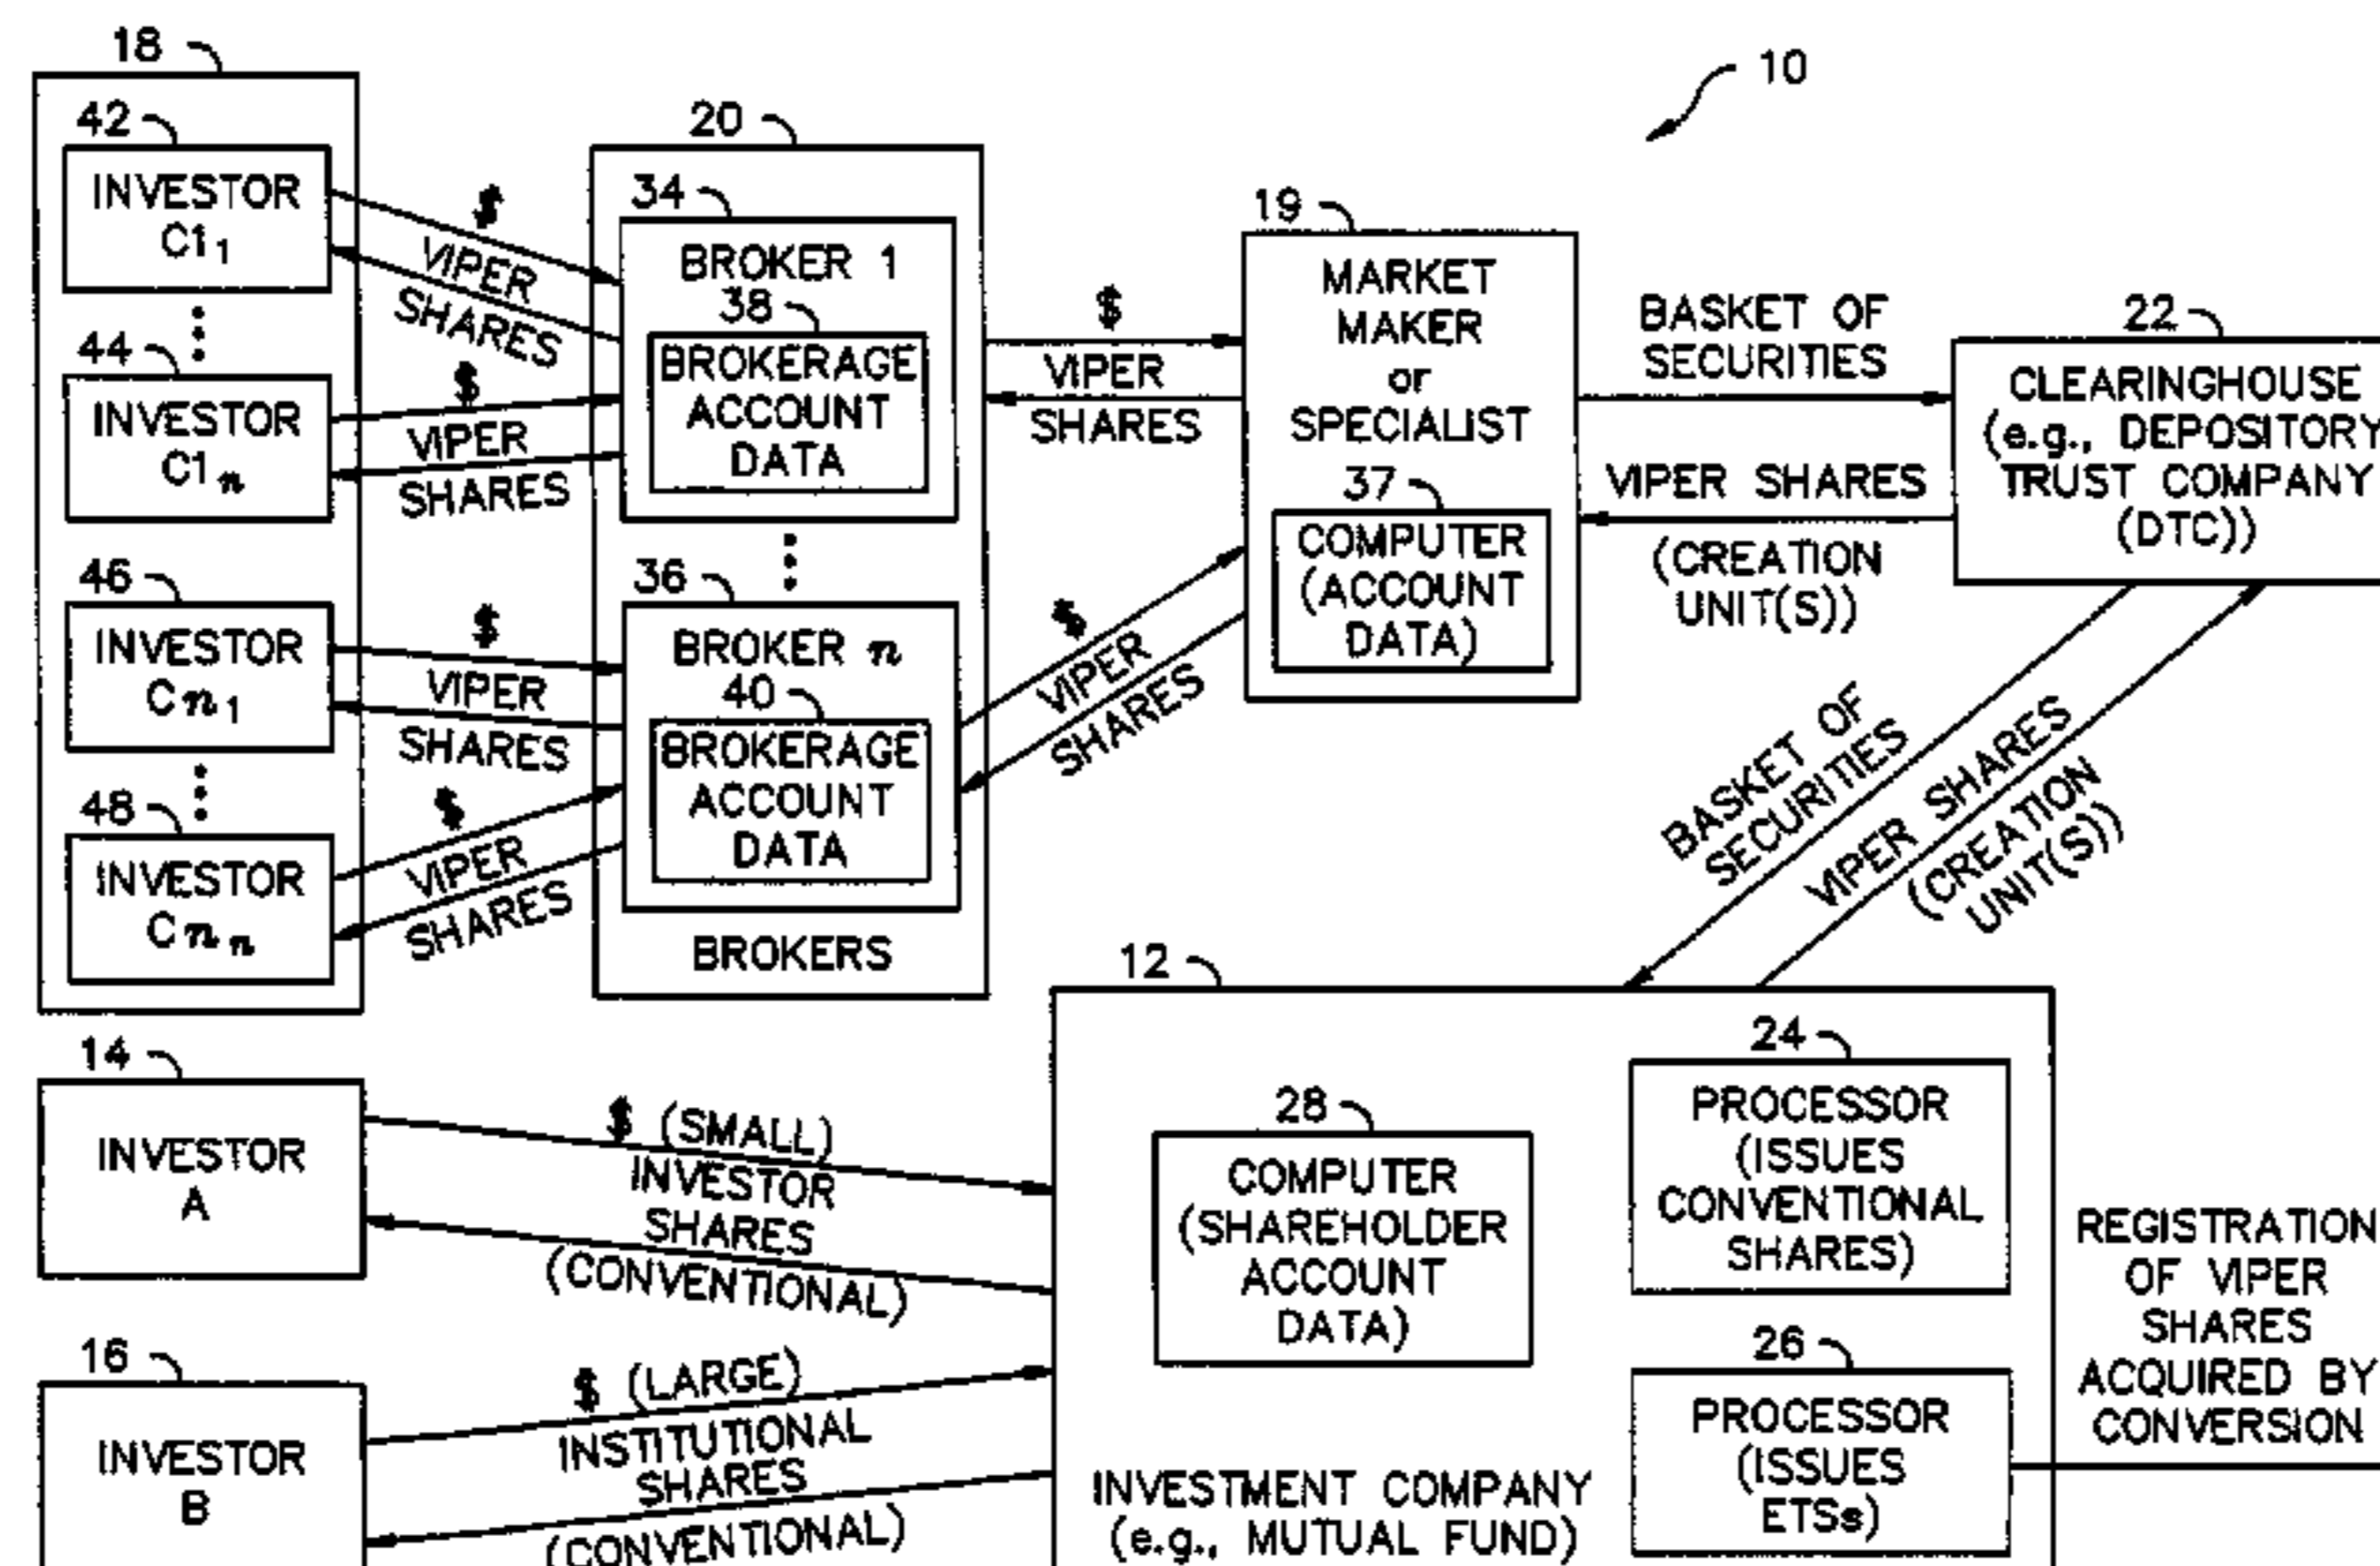 18
10
42
INVESTOR
C1₁
44
INVESTOR
C1ₙ
46
INVESTOR
Cn₁
48
INVESTOR
Cnₙ
$
VIPER
SHARES
$
VIPER
SHARES
$
VIPER
SHARES
$
VIPER
SHARES
20
34
BROKER 1
38
BROKERAGE
ACCOUNT
DATA
36
BROKER n
40
BROKERAGE
ACCOUNT
DATA
BROKERS
$
VIPER
SHARES
$
VIPER
SHARES
19
MARKET
MAKER
or
SPECIALIST
37
COMPUTER
(ACCOUNT
DATA)
BASKET OF
SECURITIES
VIPER SHARES
(CREATION
UNIT(S))
22
CLEARINGHOUSE
(e.g., DEPOSITORY
TRUST COMPANY
(DTC))
BASKET OF
SECURITIES
VIPER SHARES
(CREATION
UNIT(S))
14
INVESTOR
A
$ (SMALL)
INVESTOR
SHARES
(CONVENTIONAL)
16
INVESTOR
B
$ (LARGE)
INSTITUTIONAL
SHARES
(CONVENTIONAL)
12
28
COMPUTER
(SHAREHOLDER
ACCOUNT
DATA)
24
PROCESSOR
(ISSUES
CONVENTIONAL
SHARES)
26
PROCESSOR
(ISSUES
ETSs)
INVESTMENT COMPANY
(e.g., MUTUAL FUND)
REGISTRATION
OF VIPER
SHARES
ACQUIRED BY
CONVERSION